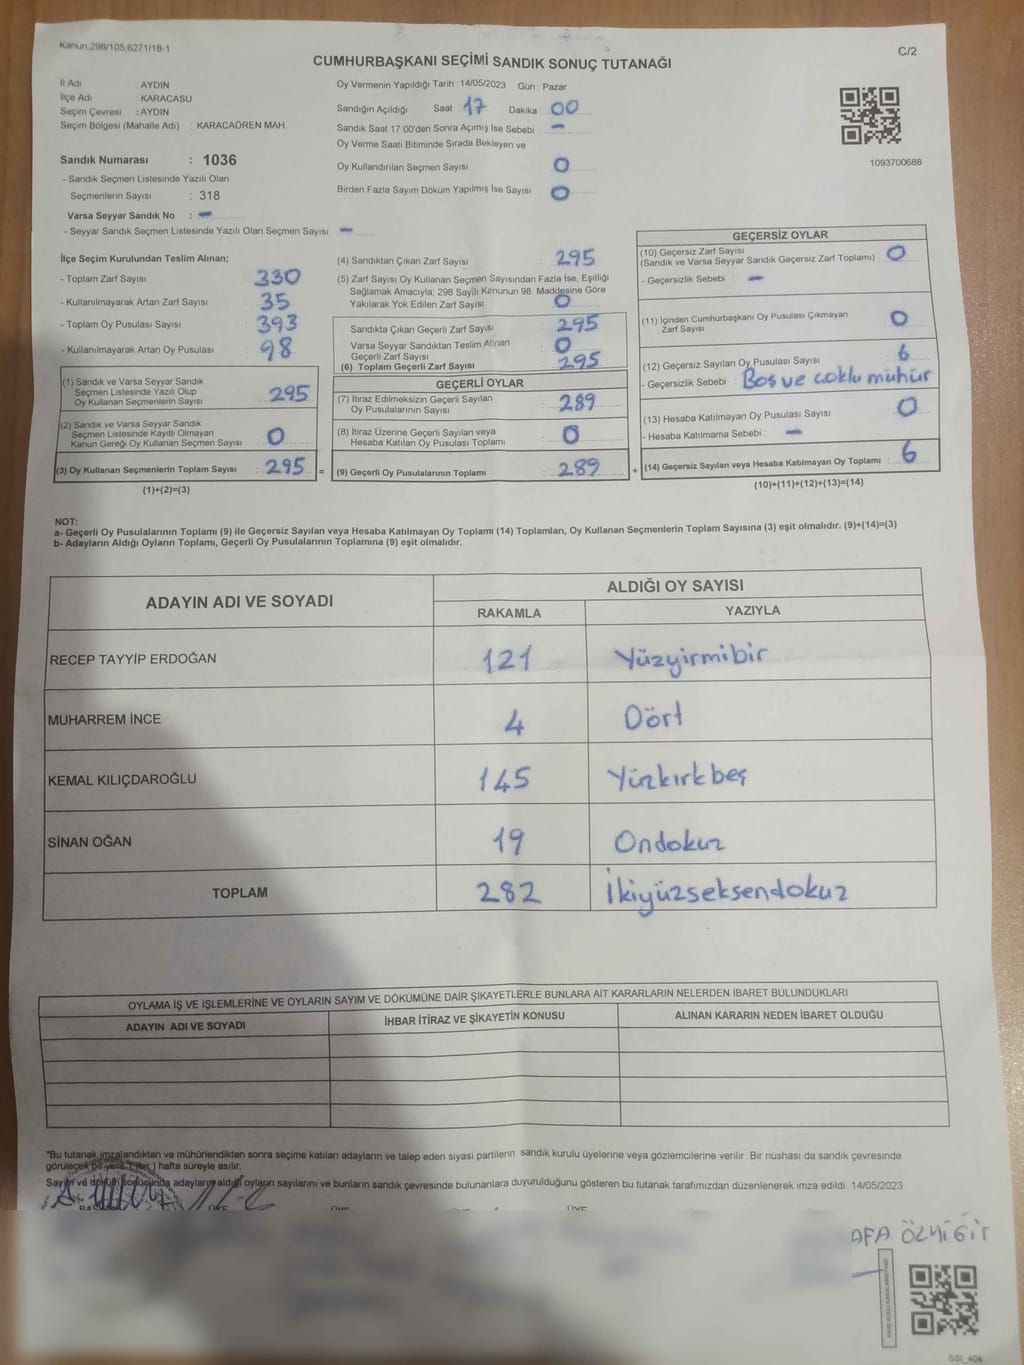 Kanun,298/105,6271/18-1
C/2
CUMHURBAŞKANI SEÇİMİ SANDIK SONUÇ TUTANAĞI
İl Adı AYDIN
İlçe Adı KARACASU
Seçim Çevresi : AYDIN
Seçim Bölgesi (Mahalle Adı) : KARACAÖREN MAH.
Sandık Numarası : 1036
- Sandık Seçmen Listesinde Yazılı Olan
Seçmenlerin Sayısı : 318
Varsa Seyyar Sandık No : -
- Seyyar Sandık Seçmen Listesinde Yazılı Olan Seçmen Sayısı -
Oy Vermenin Yapıldığı Tarih : 14/05/2023 Gün : Pazar
Sandığın Açıldığı Saat 17 Dakika : 00
Sandık Saat 17:00'den Sonra Açımış İse Sebebi : -
Oy Verme Saati Bitiminde Sırada Bekleyen ve
Oy Kullandırılan Seçmen Sayısı : 0
Birden Fazla Sayım Döküm Yapılmış İse Sayısı : 0
1093700688
İlçe Seçim Kurulundan Teslim Alınan;
- Toplam Zarf Sayısı : 330
- Kullanılmayarak Artan Zarf Sayısı : 35
- Toplam Oy Pusulası Sayısı : 393
- Kullanılmayarak Artan Oy Pusulası : 98
(1) Sandık ve Varsa Seyyar Sandık
Seçmen Listesinde Yazılı Olup
Oy Kullanan Seçmenlerin Sayısı : 295
(2) Sandık ve Varsa Seyyar Sandık
Seçmen Listesinde Kayıtlı Olmayan
Kanun Gereği Oy Kullanan Seçmen Sayısı : 0
(3) Oy Kullanan Seçmenlerin Toplam Sayısı : 295 =
(1)+(2)=(3)
(4) Sandıktan Çıkan Zarf Sayısı : 295
(5) Zarf Sayısı Oy Kullanan Seçmen Sayısından Fazla İse, Eşitliği
Sağlamak Amacıyla; 298 Sayılı Kanunun 98. Maddesine Göre
Yakılarak Yok Edilen Zarf Sayısı : 0
Sandıkta Çıkan Geçerli Zarf Sayısı : 295
Varsa Seyyar Sandıktan Teslim Alınan
Geçerli Zarf Sayısı : 0
(6) Toplam Geçerli Zarf Sayısı : 295
GEÇERLİ OYLAR
(7) İtiraz Edilmeksizin Geçerli Sayılan
Oy Pusulasının Sayısı : 289
(8) İtiraz Üzerine Geçerli Sayılan veya
Hesaba Katılan Oy Pusulası Toplamı : 0
(9) Geçerli Oy Pusulalarının Toplamı : 289 +
GEÇERSİZ OYLAR
(10) Geçersiz Zarf Sayısı
(Sandık ve Varsa Seyyar Sandık Geçersiz Zarf Toplamı) : 0
- Geçersizlik Sebebi : -
(11) İçinden Cumhurbaşkanı Oy Pusulası Çıkmayan
Zarf Sayısı : 0
(12) Geçersiz Sayılan Oy Pusulası Sayısı : 6
- Geçersizlik Sebebi : Boş ve çoklu mühür
(13) Hesaba Katılmayan Oy Pusulası Sayısı : 0
- Hesaba Katılmama Sebebi : -
(14) Geçersiz Sayılan veya Hesaba Katılmayan Oy Toplamı : 6
(10)+(11)+(12)+(13)=(14)
NOT:
a- Geçerli Oy Pusulalarının Toplamı (9) ile Geçersiz Sayılan veya Hesaba Katılmayan Oy Toplamı (14) Toplamları, Oy Kullanan Seçmenlerin Toplam Sayısına (3) eşit olmalıdır. (9)+(14)=(3)
b- Adayların Aldığı Oyların Toplamı, Geçerli Oy Pusulalarının Toplamına (9) eşit olmalıdır.
ADAYIN ADI VE SOYADI
ALDIĞI OY SAYISI
RAKAMLA YAZIYLA
RECEP TAYYİP ERDOĞAN 121 Yüzyirmibir
MUHARREM İNCE 4 Dört
KEMAL KILIÇDAROĞLU 145 Yüzkırkbeş
SİNAN OĞAN 19 Ondokuz
TOPLAM 282 İkiyüzseksendokuz
OYLAMA İŞ VE İŞLEMLERİNE VE OYLARIN SAYIM VE DÖKÜMÜNE DAİR ŞİKAYETLERLE BUNLARA AİT KARARLARIN NELERDEN İBARET BULUNDUKLARI
ADAYIN ADI VE SOYADI İHBAR İTİRAZ VE ŞİKAYETİN KONUSU ALINAN KARARIN NEDEN İBARET OLDUĞU
*Bu tutanak imzalandıktan ve mühürlendikten sonra seçime katılan adayların ve talep eden siyasi partilerin sandık kurulu üyelerine veya gözlemcilerine verilir. Bir nüshası da sandık çevresinde
görülecek bir yere 1 (bir) hafta süreyle asılır.
Sayım ve döküm sonucunda adayların aldığı oyların sayılarını ve bunların sandık çevresinde bulunanlara duyurulduğunu gösteren bu tutanak tarafımızdan düzenlenerek imza edildi. 14/05/2023
AFA ÖZYİGİT